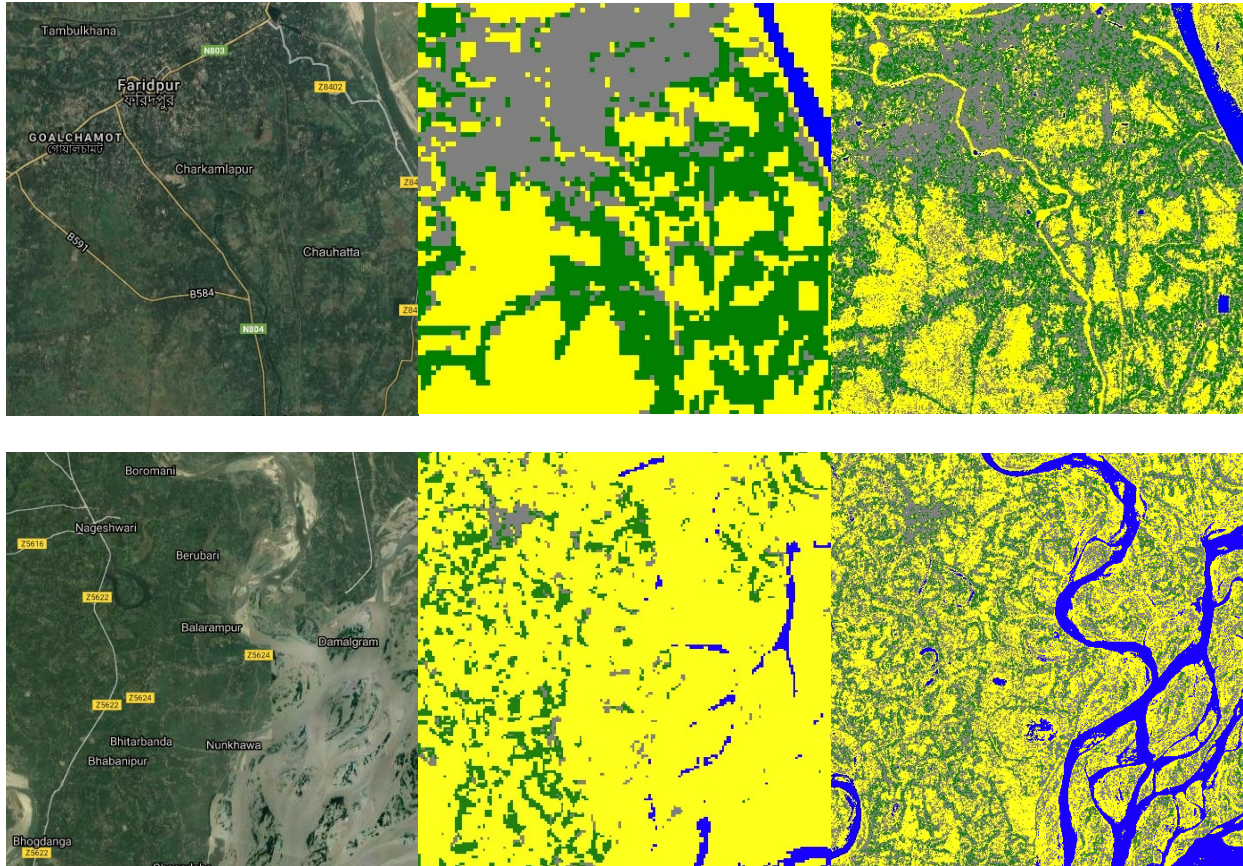 Tambulkhana
N803
Faridpur
ফরিদপুর
Z8402
GOALCHAMOT
গোয়ালচামট
Charkamlapur
Z84
B591
Chauhatta
B584
Z84
N804
Boromani
Nageshwari
Z5616
Berubari
Z5622
Balarampur
Damalgram
Z5624
Z5624
Z5622
Bhitarbanda
Nunkhawa
Bhabanipur
Bhogdanga
Z5622